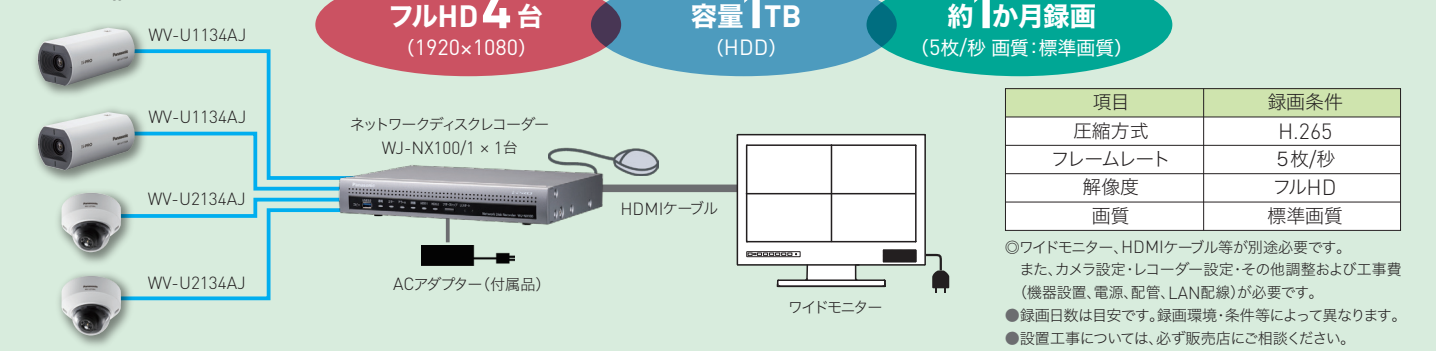 フルHD4台
(1920×1080)
容量1TB
(HDD)
約1か月録画
(5枚/秒 画質:標準画質)
WV-U1134AJ
WV-U1134AJ
WV-U2134AJ
WV-U2134AJ
ネットワークディスクレコーダー
WJ-NX100/1 × 1台
Panasonic
HDMIケーブル
ACアダプター(付属品)
ワイドモニター
項目 録画条件
圧縮方式 H.265
フレームレート 5枚/秒
解像度 フルHD
画質 標準画質
◎ワイドモニター、HDMIケーブル等が別途必要です。
また、カメラ設定・レコーダー設定・その他調整および工事費
(機器設置、電源、配管、LAN配線)が必要です。
●録画日数は目安です。録画環境・条件等によって異なります。
●設置工事については、必ず販売店にご相談ください。